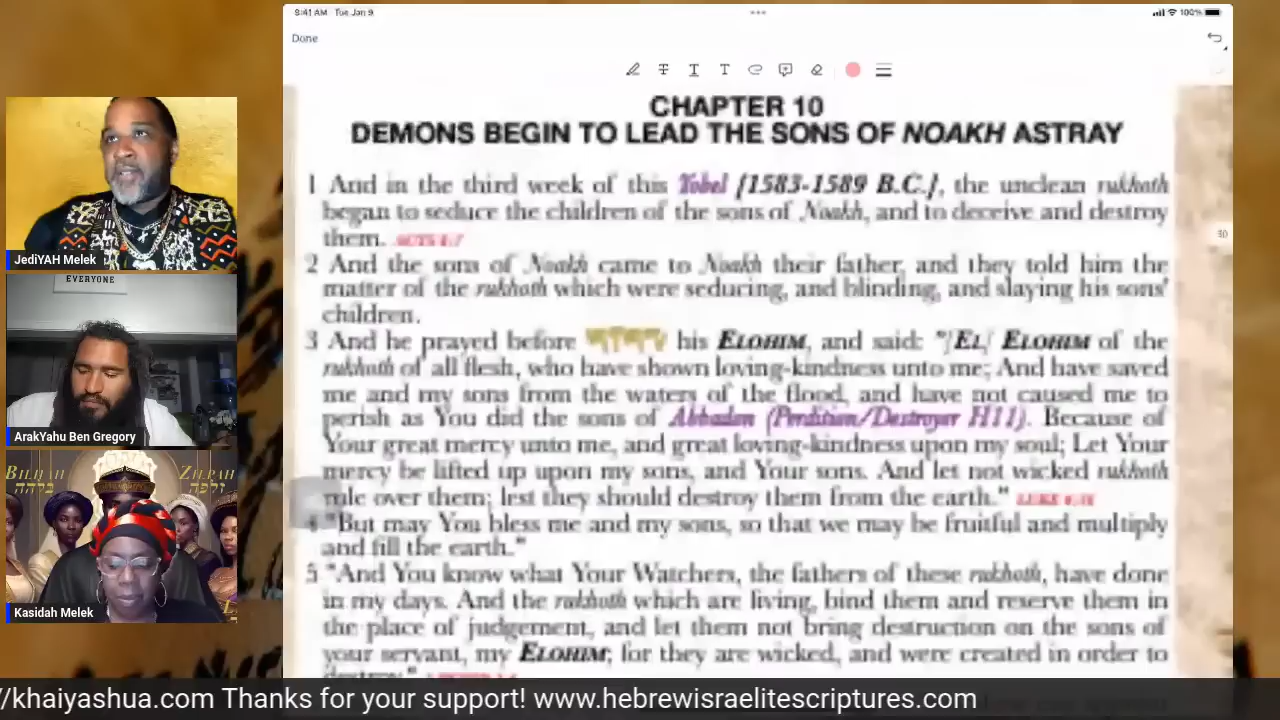 8:41 AM Tue Jan 9
100%
Done
CHAPTER 10
DEMONS BEGIN TO LEAD THE SONS OF NOAKH ASTRAY
1 And in the third week of this Yobel [1583-1589 B.C.], the unclean rukhoth
began to seduce the children of the sons of Noakh, and to deceive and destroy
them.
30
2 And the sons of Noakh came to Noakh their father, and they told him the
matter of the rukhoth which were seducing, and blinding, and slaying his sons'
children.
3 And he prayed before his ELOHIM, and said: "[EL] ELOHIM of the
rukhoth of all flesh, who have shown loving-kindness unto me; And have saved
me and my sons from the waters of the flood, and have not caused me to
perish as You did the sons of Abbadan (Perdition/Destroyer H11). Because of
Your great mercy unto me, and great loving-kindness upon my soul; Let Your
mercy be lifted up upon my sons, and Your sons. And let not wicked rukhoth
rule over them; lest they should destroy them from the earth."
4 "But may You bless me and my sons, so that we may be fruitful and multiply
and fill the earth."
5 "And You know what Your Watchers, the fathers of these rukhoth, have done
in my days. And the rukhoth which are living, bind them and reserve them in
the place of judgement, and let them not bring destruction on the sons of
your servant, my ELOHIM; for they are wicked, and were created in order to
destroy."
JediYAH Melek
EVERYONE
ArakYahu Ben Gregory
BILHAH
בלהה
ZILPAH
זלפה
Kasidah Melek
//khaiyashua.com Thanks for your support! www.hebrewisraelitescriptures.com